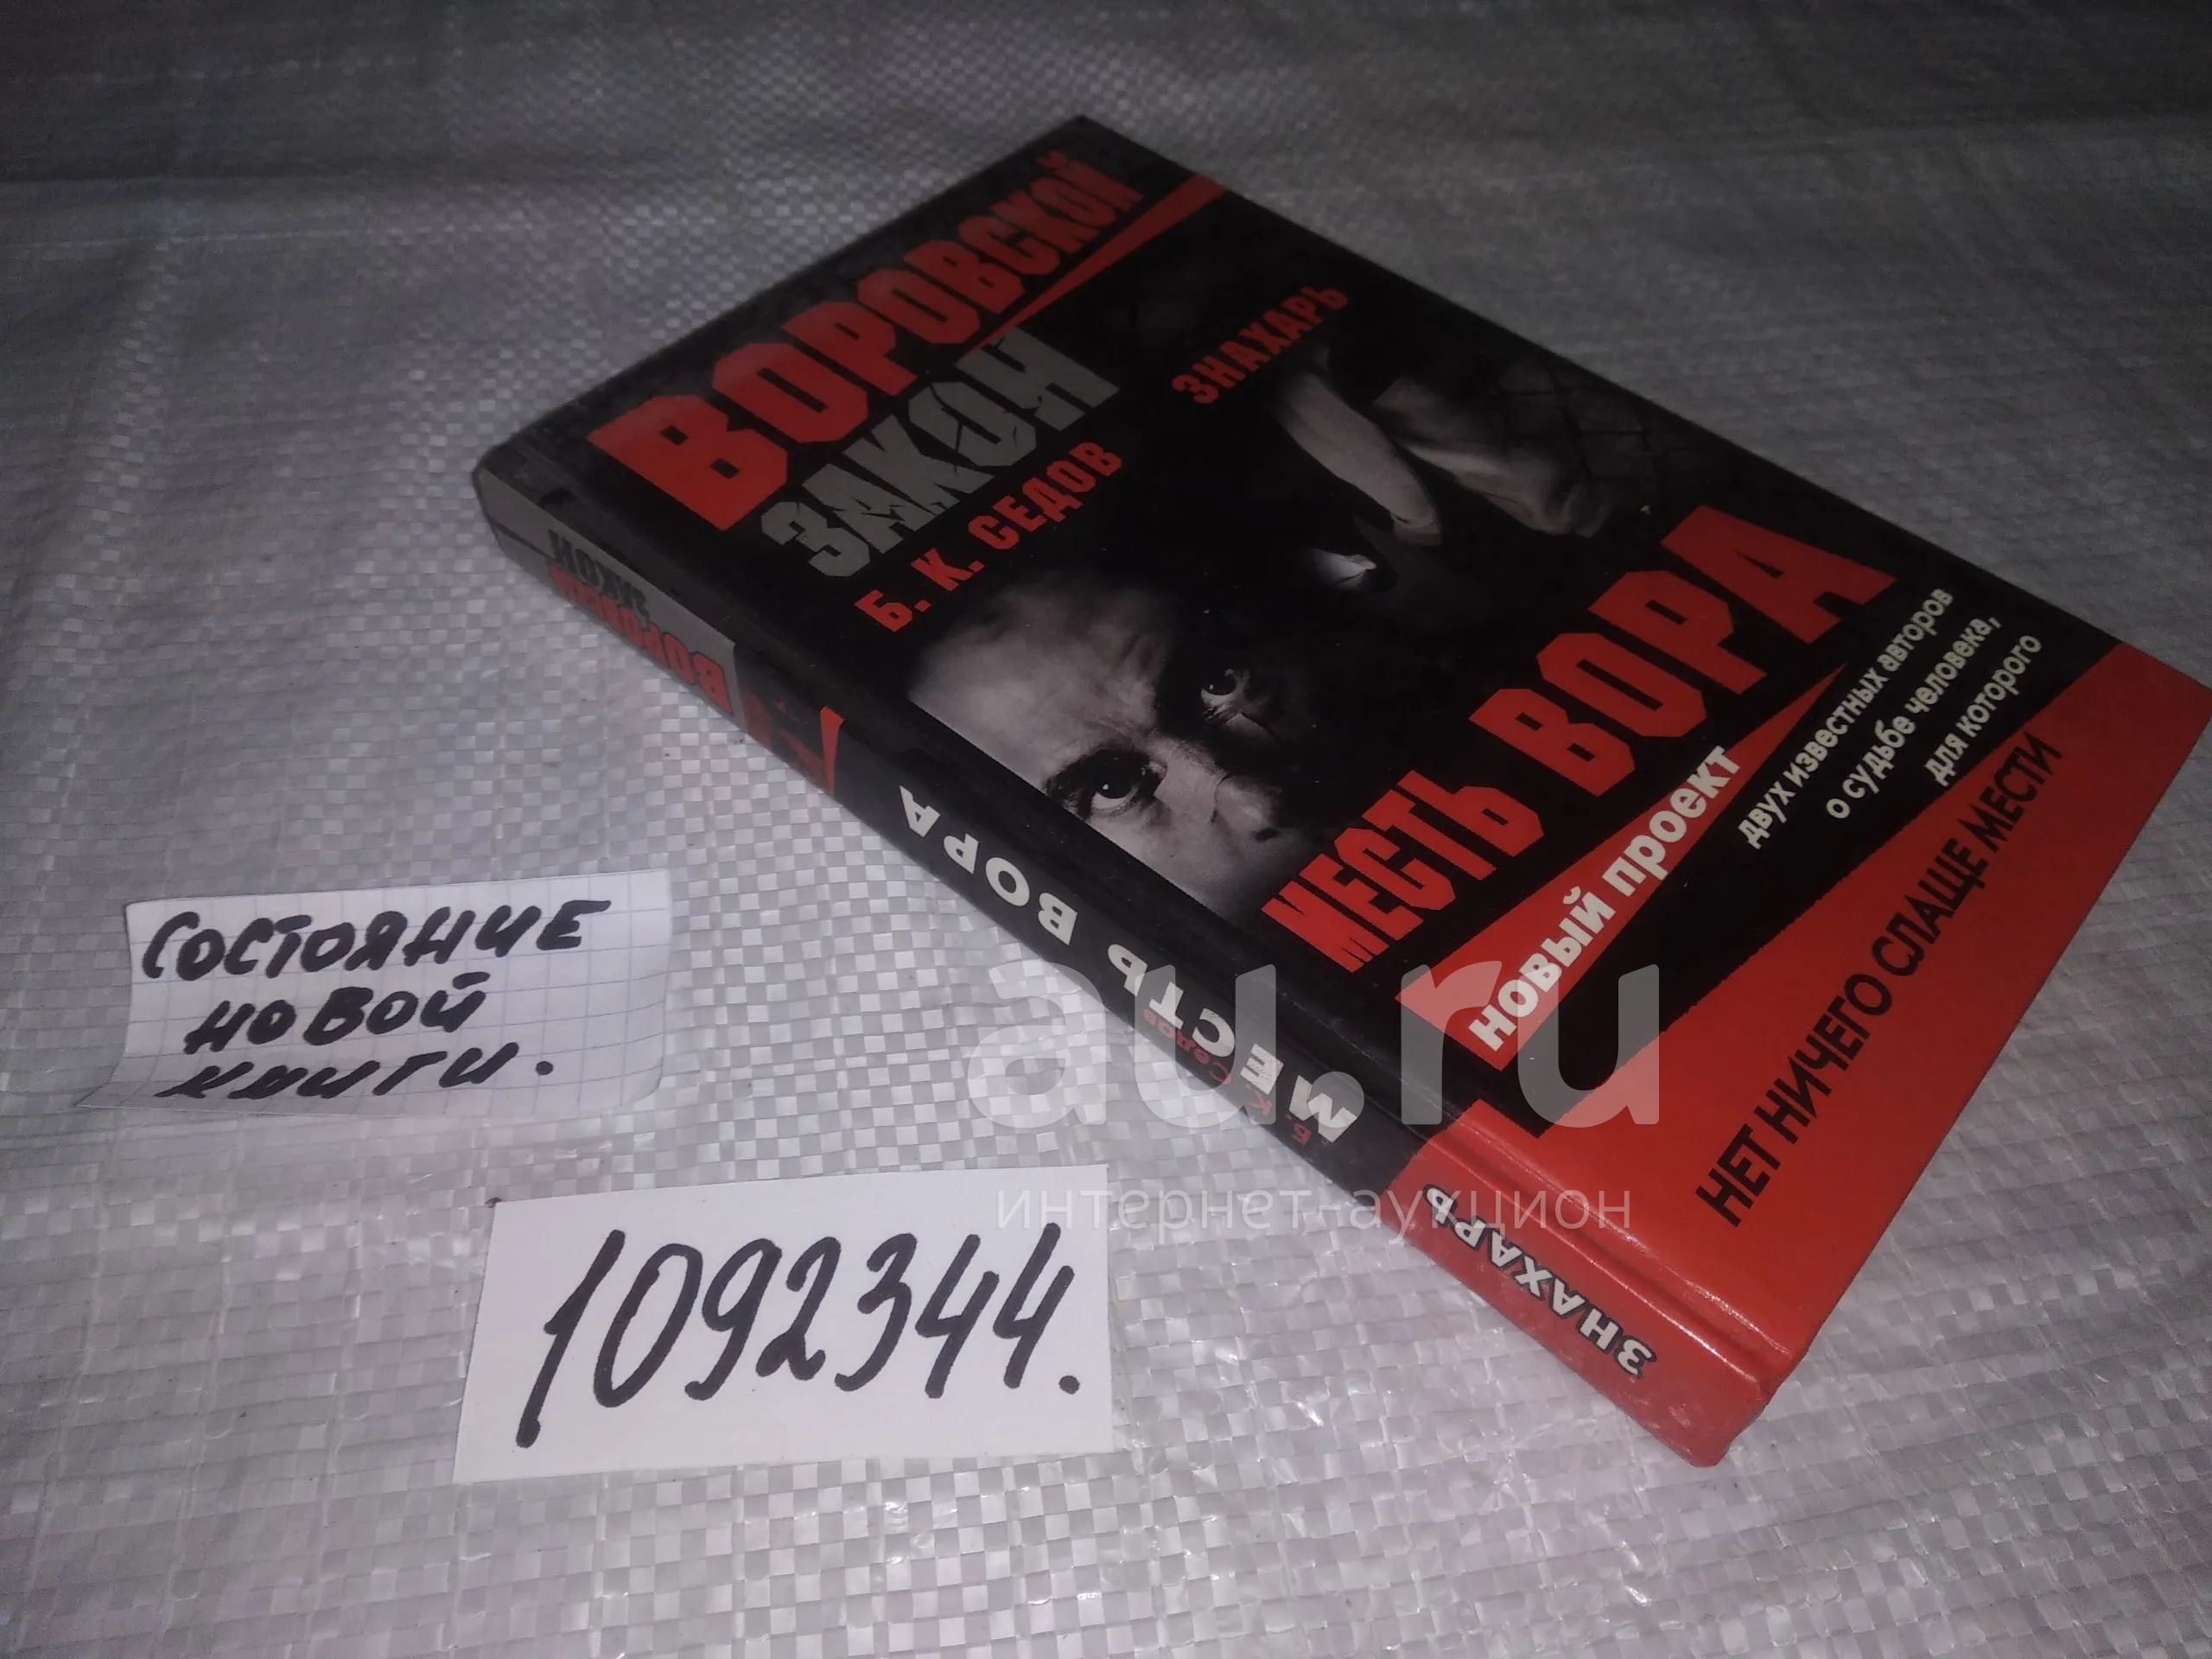 ВОРОВСКОЙ
ЗАКОН
Б. К. СЕДОВ
ЗНАХАРЬ
МЕСТЬ ВОРА
НОВЫЙ ПРОЕКТ
двух известных авторов
о судьбе человека,
для которого
НЕТ НИЧЕГО СЛАЩЕ МЕСТИ
ВОРОВСКОЙ
ЗАКОН
Б. К. Седов
МЕСТЬ ВОРА
ЗНАХАРЬ
СОСТОЯНИЕ
НОВОЙ
КНИГИ.
1092344.
au.ru
интернет-аукцион